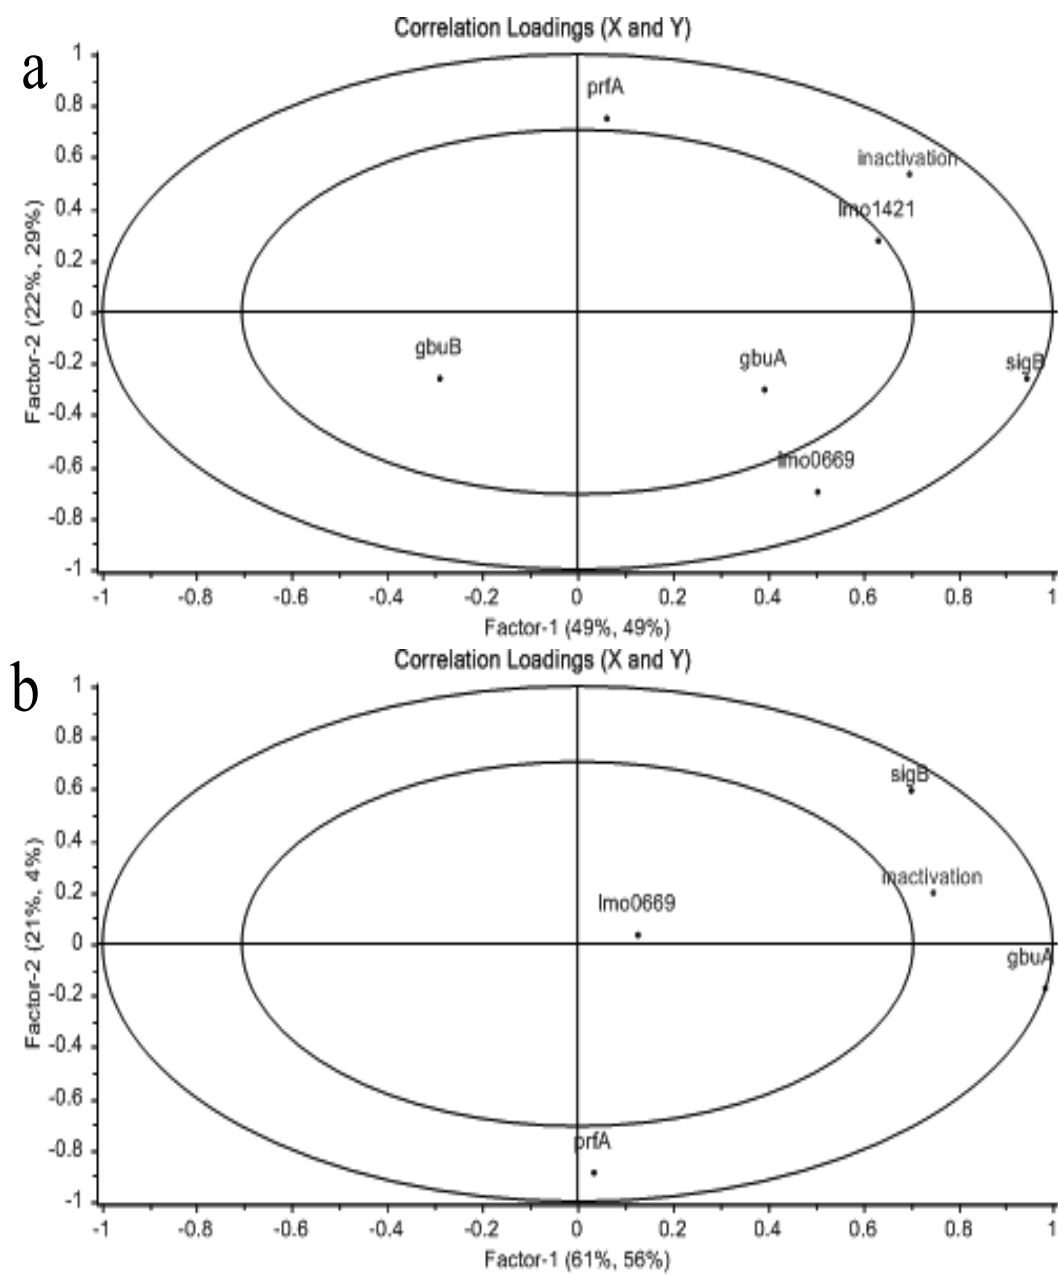 Correlation Loadings (X and Y)
a
1
0.8
0.6
0.4
0.2
0
-0.2
-0.4
-0.6
-0.8
-1
Factor-2 (22%, 29%)
prfA
inactivation
lmo1421
gbuB
gbuA
sigB
lmo0669
-1 -0.8 -0.6 -0.4 -0.2 0 0.2 0.4 0.6 0.8 1
Factor-1 (49%, 49%)
Correlation Loadings (X and Y)
b
1
0.8
0.6
0.4
0.2
0
-0.2
-0.4
-0.6
-0.8
-1
Factor-2 (21%, 4%)
sigB
inactivation
lmo0669
gbuA
prfA
-1 -0.8 -0.6 -0.4 -0.2 0 0.2 0.4 0.6 0.8 1
Factor-1 (61%, 56%)